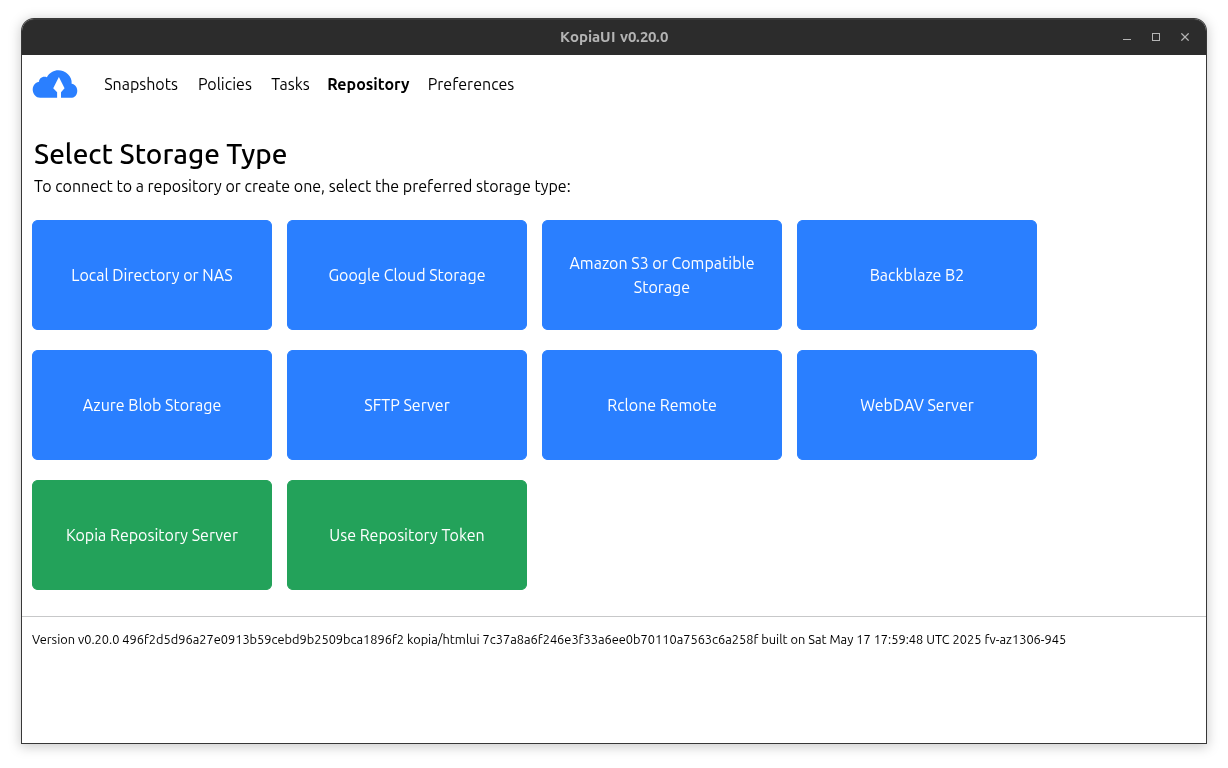 KopiaUI v0.20.0
Snapshots Policies Tasks Repository Preferences
Select Storage Type
To connect to a repository or create one, select the preferred storage type:
Local Directory or NAS
Google Cloud Storage
Amazon S3 or Compatible
Storage
Backblaze B2
Azure Blob Storage
SFTP Server
Rclone Remote
WebDAV Server
Kopia Repository Server
Use Repository Token
Version v0.20.0 496f2d5d96a27e0913b59cebd9b2509bca1896f2 kopia/htmlui 7c37a8a6f246e3f33a6ee0b70110a7563c6a258f built on Sat May 17 17:59:48 UTC 2025 fv-az1306-945